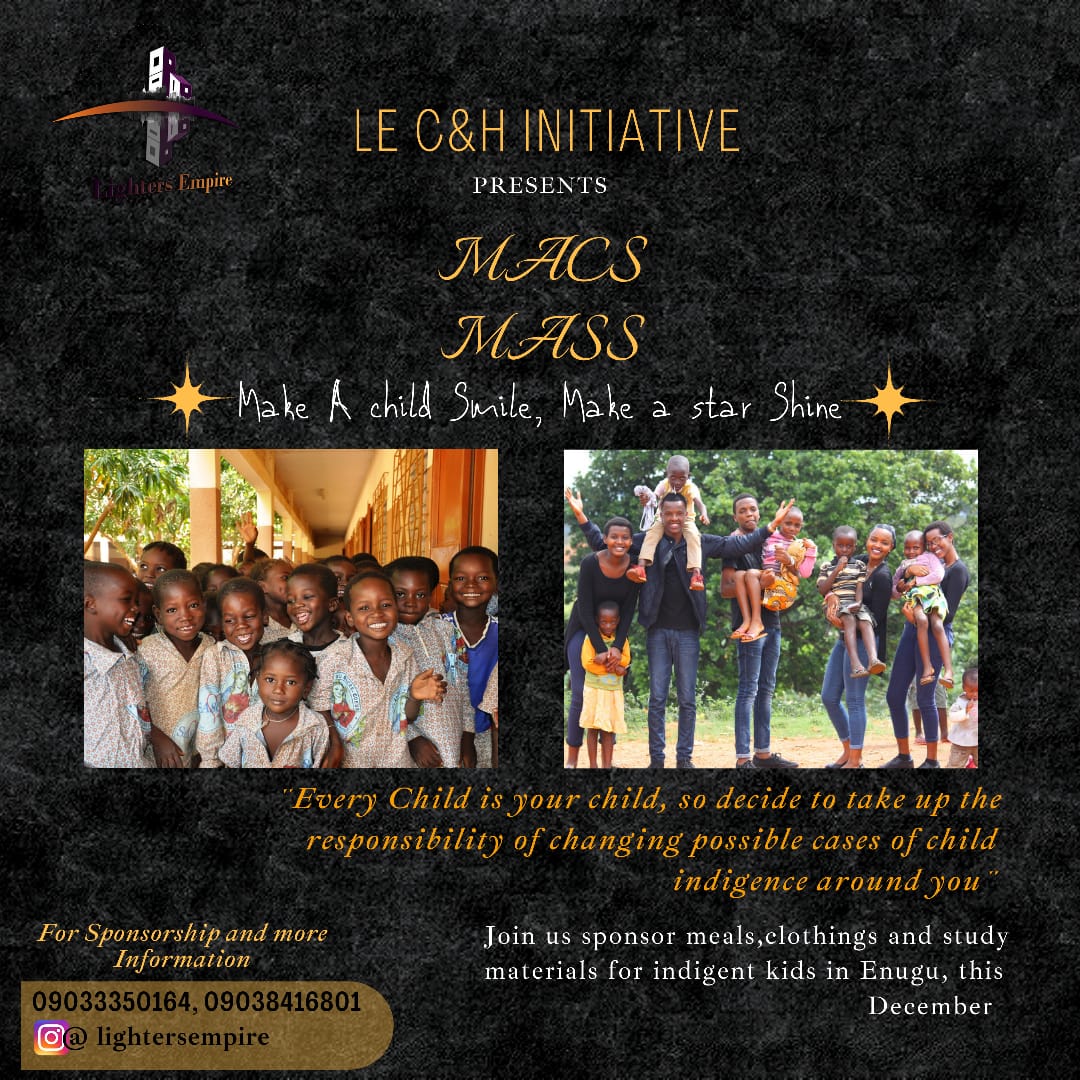 Lighters Empire
LE C&H INITIATIVE
PRESENTS
MACS
MASS
Make A child Smile, Make a star Shine
"Every Child is your child, so decide to take up the
responsibility of changing possible cases of child
indigence around you"
For Sponsorship and more
Information
09033350164, 09038416801
@ lightersempire
Join us sponsor meals,clothings and study
materials for indigent kids in Enugu, this
December